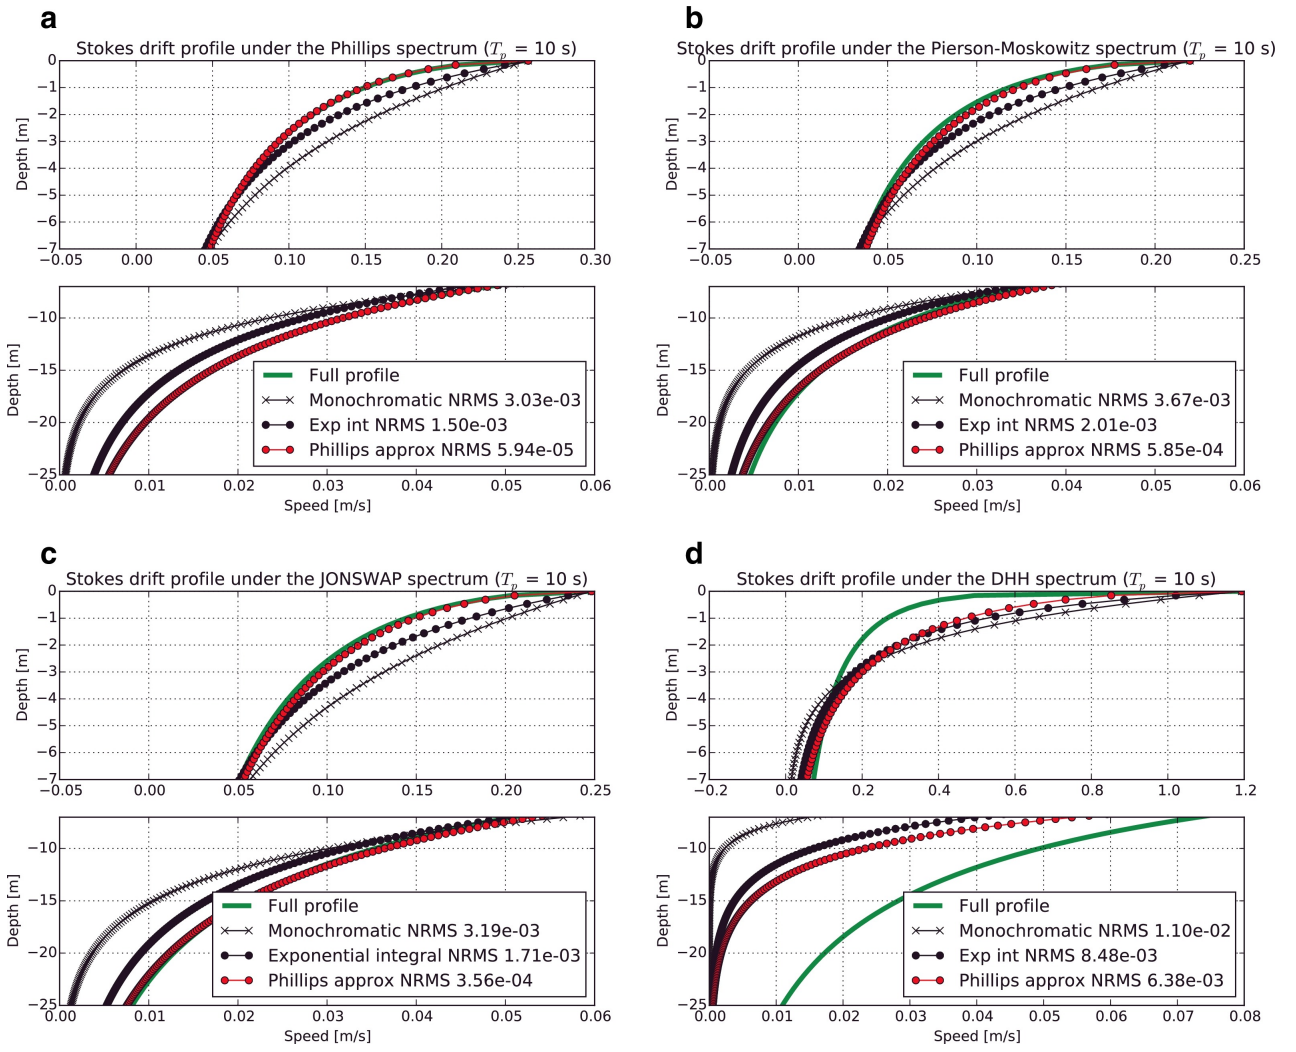 a
Stokes drift profile under the Phillips spectrum (Tp = 10 s)
0
−1
−2
−3
−4
−5
−6
−7
Depth [m]
−0.05 0.00 0.05 0.10 0.15 0.20 0.25 0.30
−10
−15
−20
−25
Depth [m]
Full profile
Monochromatic NRMS 3.03e-03
Exp int NRMS 1.50e-03
Phillips approx NRMS 5.94e-05
0.00 0.01 0.02 0.03 0.04 0.05 0.06
Speed [m/s]
b
Stokes drift profile under the Pierson-Moskowitz spectrum (Tp = 10 s)
0
−1
−2
−3
−4
−5
−6
−7
Depth [m]
−0.05 0.00 0.05 0.10 0.15 0.20 0.25
−10
−15
−20
−25
Depth [m]
Full profile
Monochromatic NRMS 3.67e-03
Exp int NRMS 2.01e-03
Phillips approx NRMS 5.85e-04
0.00 0.01 0.02 0.03 0.04 0.05 0.06
Speed [m/s]
c
Stokes drift profile under the JONSWAP spectrum (Tp = 10 s)
0
−1
−2
−3
−4
−5
−6
−7
Depth [m]
−0.05 0.00 0.05 0.10 0.15 0.20 0.25
−10
−15
−20
−25
Depth [m]
Full profile
Monochromatic NRMS 3.19e-03
Exponential integral NRMS 1.71e-03
Phillips approx NRMS 3.56e-04
0.00 0.01 0.02 0.03 0.04 0.05 0.06
Speed [m/s]
d
Stokes drift profile under the DHH spectrum (Tp = 10 s)
0
−1
−2
−3
−4
−5
−6
−7
Depth [m]
−0.2 0.0 0.2 0.4 0.6 0.8 1.0 1.2
−10
−15
−20
−25
Depth [m]
Full profile
Monochromatic NRMS 1.10e-02
Exp int NRMS 8.48e-03
Phillips approx NRMS 6.38e-03
0.00 0.01 0.02 0.03 0.04 0.05 0.06 0.07 0.08
Speed [m/s]